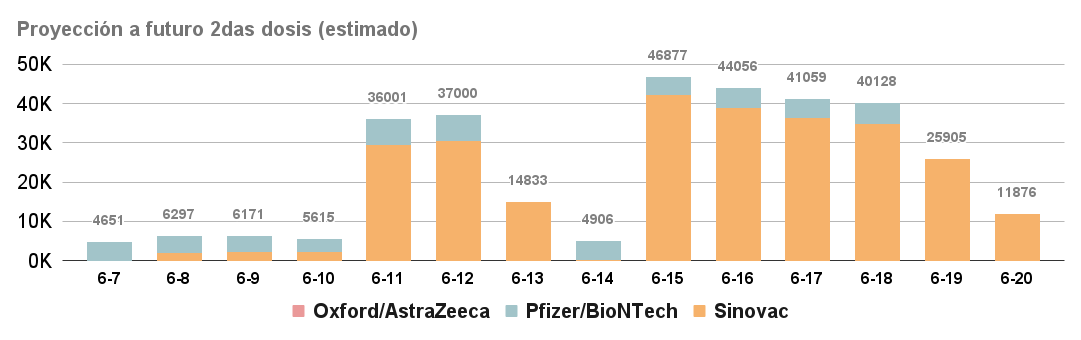 Proyección a futuro 2das dosis (estimado)
50K
40K
30K
20K
10K
0K
4651
6297
6171
5615
36001
37000
14833
4906
46877
44056
41059
40128
25905
11876
6-7 6-8 6-9 6-10 6-11 6-12 6-13 6-14 6-15 6-16 6-17 6-18 6-19 6-20
Oxford/AstraZeeca Pfizer/BioNTech Sinovac